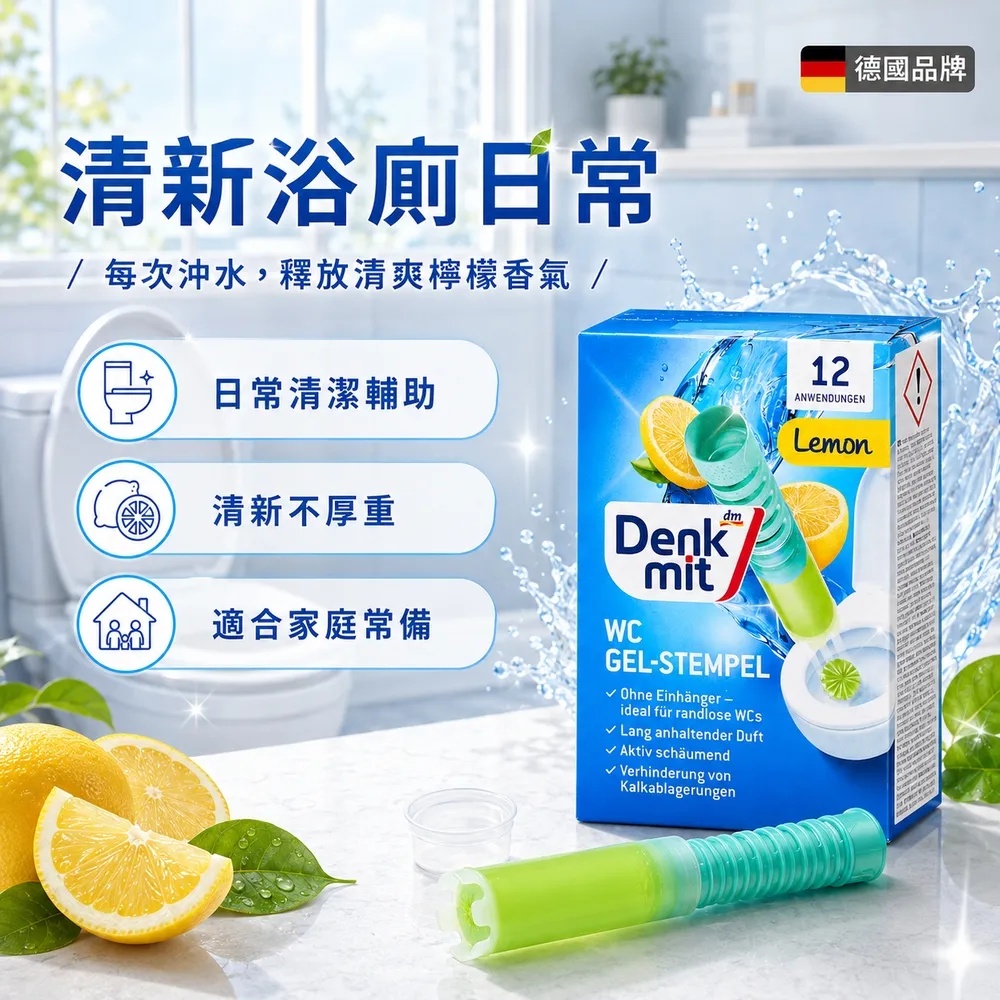 德國品牌
清新浴廁日常
/ 每次沖水，釋放清爽檸檬香氣 /
日常清潔輔助
清新不厚重
適合家庭常備
12
ANWENDUNGEN
Lemon
dm
Denk
mit
WC
GEL-STEMPEL
✓ Ohne Einhänger –
ideal für randlose WCs
✓ Lang anhaltender Duft
✓ Aktiv schäumend
✓ Verhinderung von
Kalkablagerungen